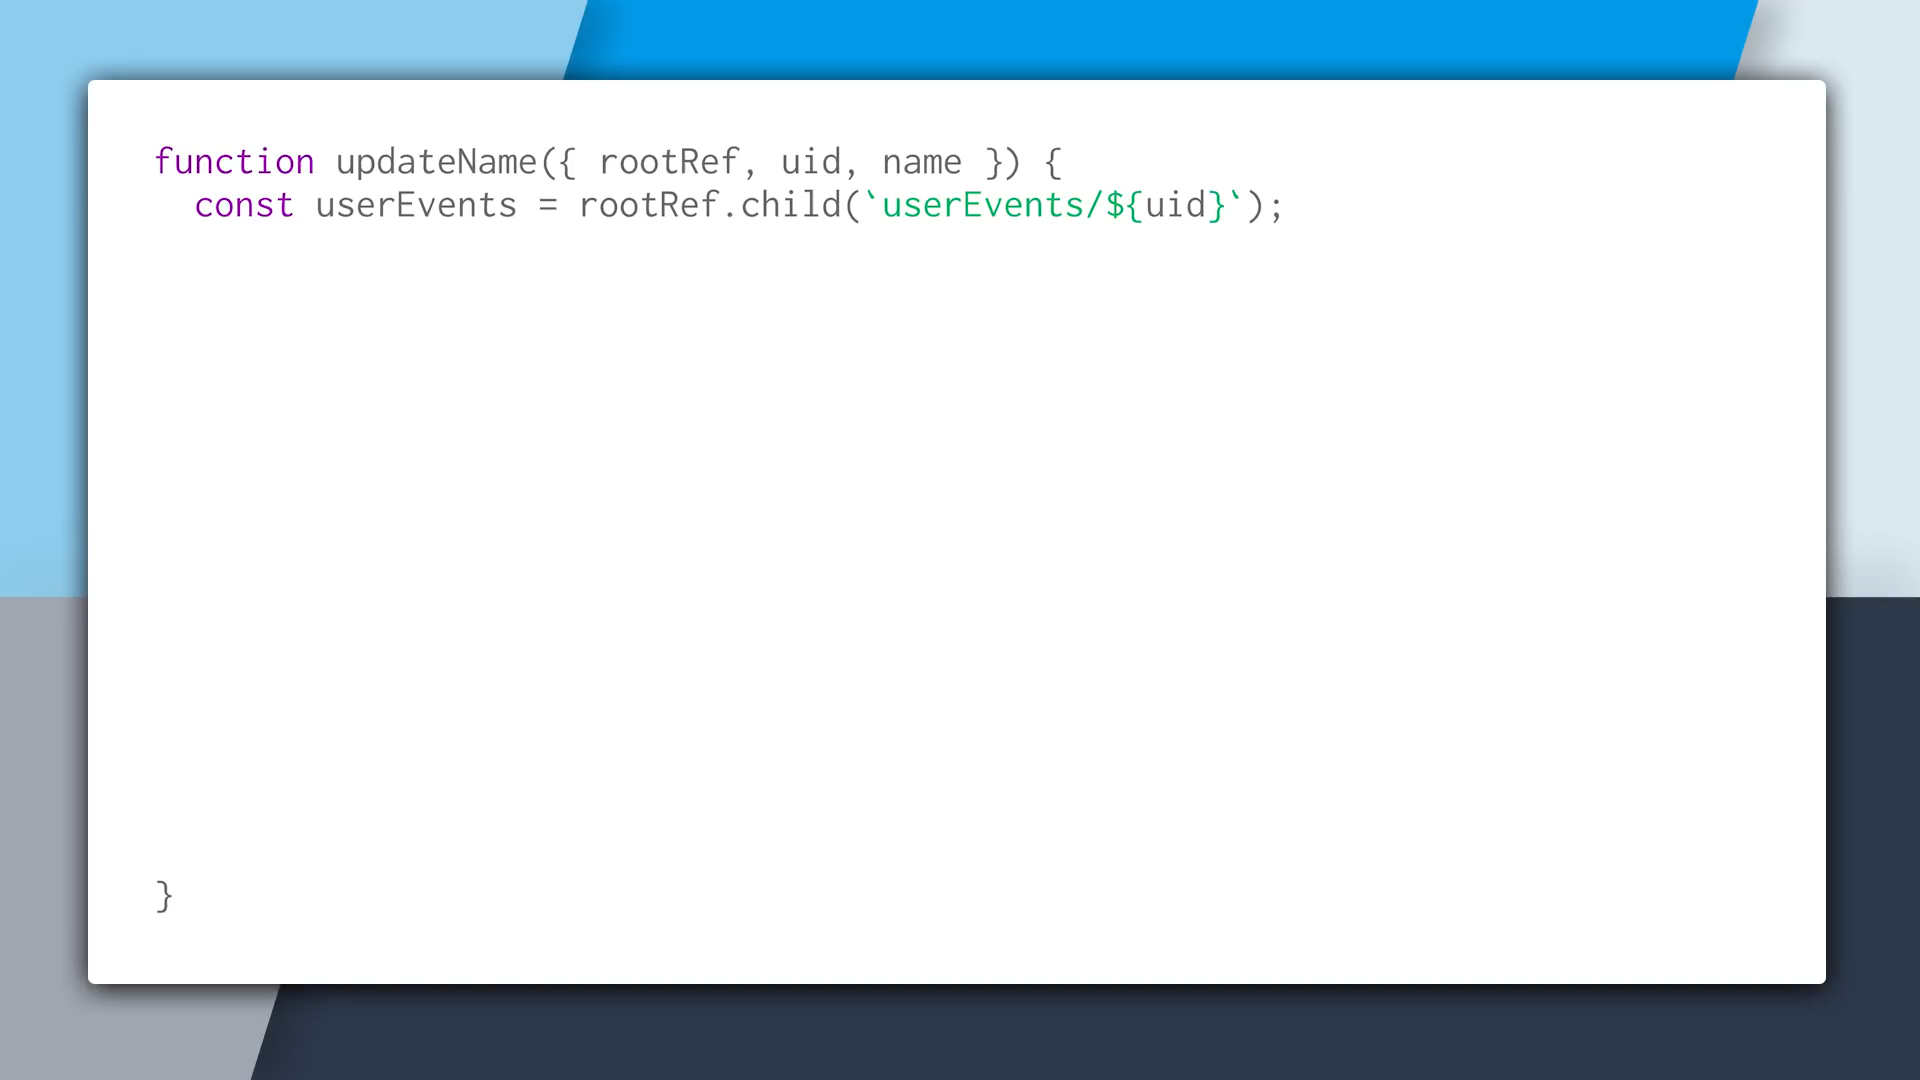 function updateName({ rootRef, uid, name }) {
  const userEvents = rootRef.child(`userEvents/${uid}`);
}